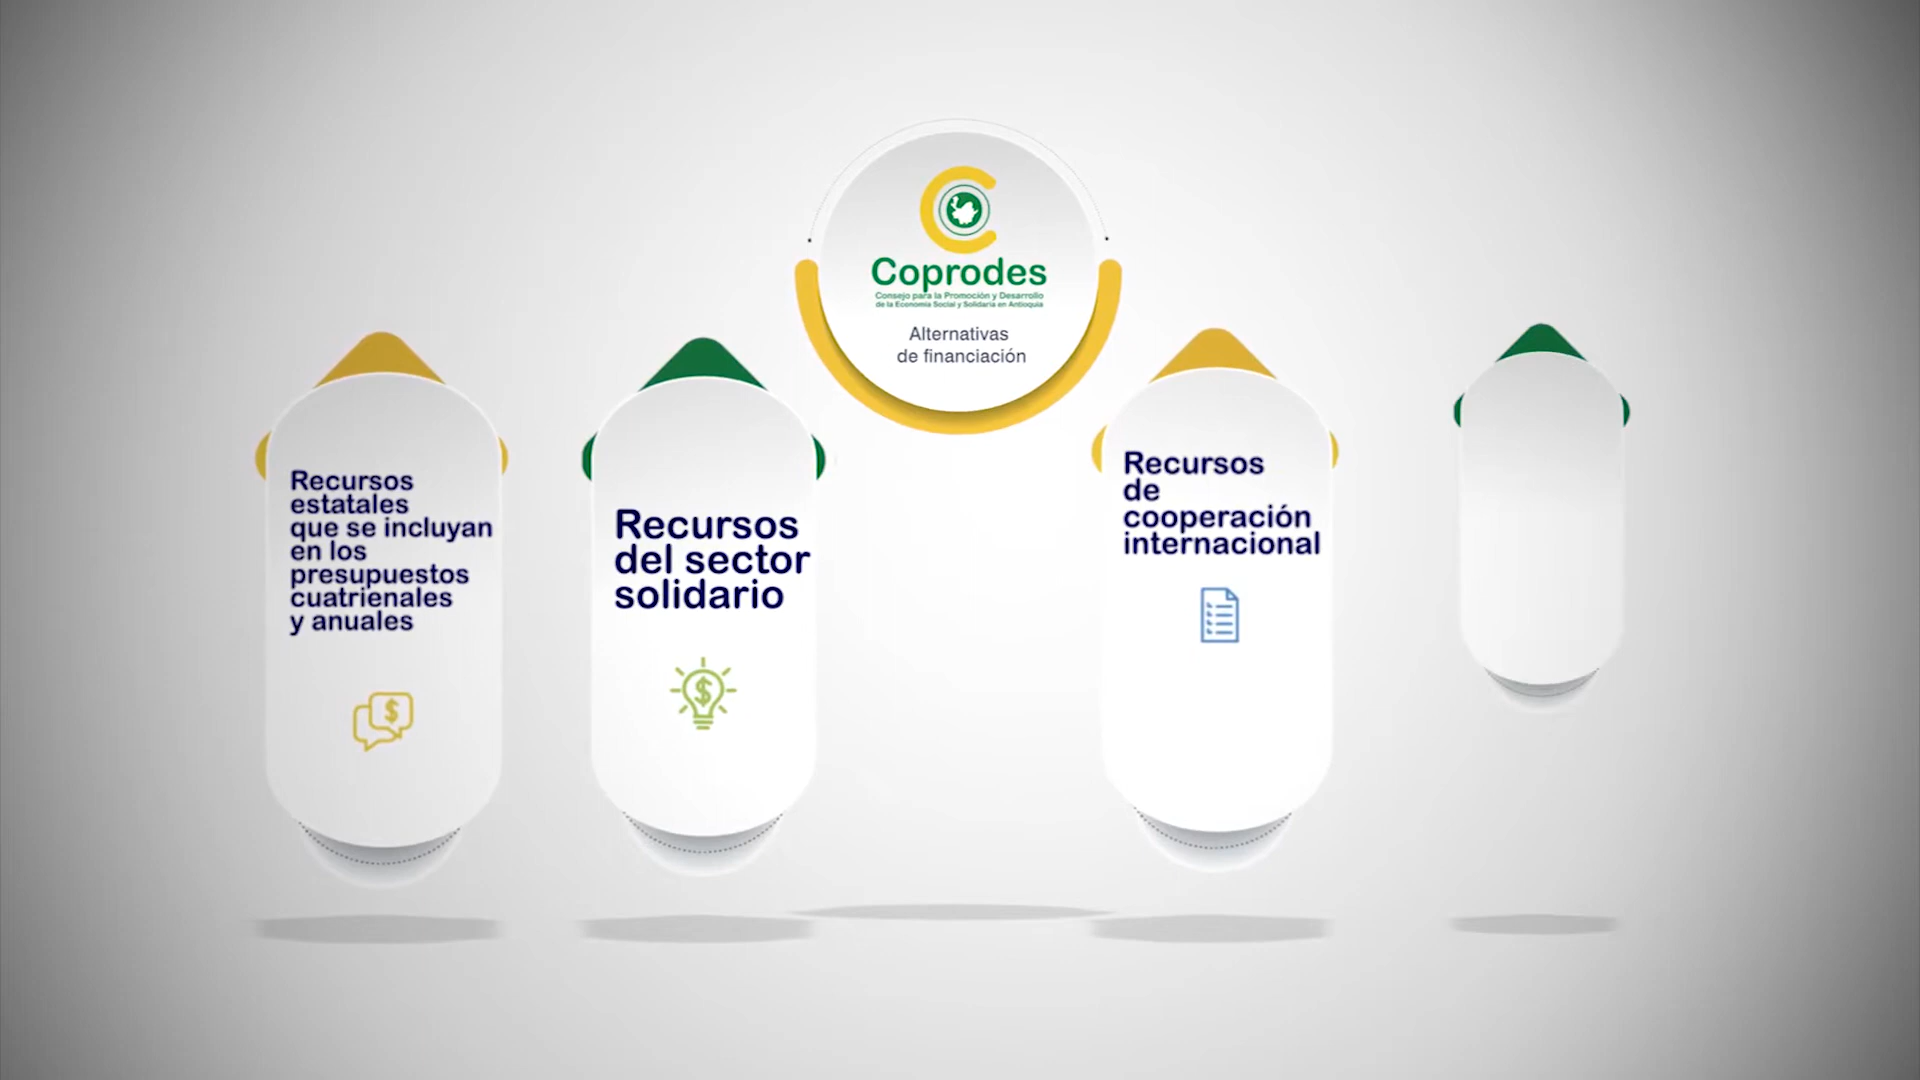 Coprodes
Consejo para la Promoción y Desarrollo
de la Economía Social y Solidaria en Antioquia
Alternativas
de financiación
Recursos
estatales
que se incluyan
en los
presupuestos
cuatrienales
y anuales
$
Recursos
del sector
solidario
$
Recursos
de
cooperación
internacional